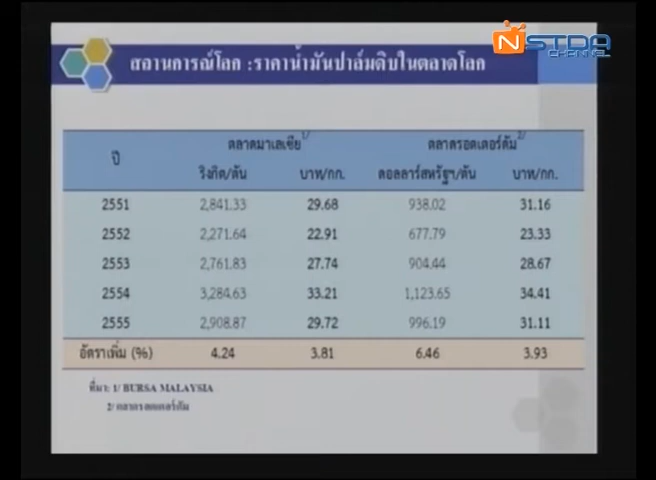 NSTDA
CHANNEL
สถานการณ์โลก :ราคาน้ำมันปาล์มดิบในตลาดโลก
ปี ตลาดมาเลเซีย1/ ตลาดรอตเตอร์ดัม2/
ริงกิต/ตัน บาท/กก. ดอลลาร์สหรัฐฯ/ตัน บาท/กก.
2551 2,841.33 29.68 938.02 31.16
2552 2,271.64 22.91 677.79 23.33
2553 2,761.83 27.74 904.44 28.67
2554 3,284.63 33.21 1,123.65 34.41
2555 2,908.87 29.72 996.19 31.11
อัตราเพิ่ม (%) 4.24 3.81 6.46 3.93
ที่มา: 1/ BURSA MALAYSIA
2/ ตลาดรอตเตอร์ดัม